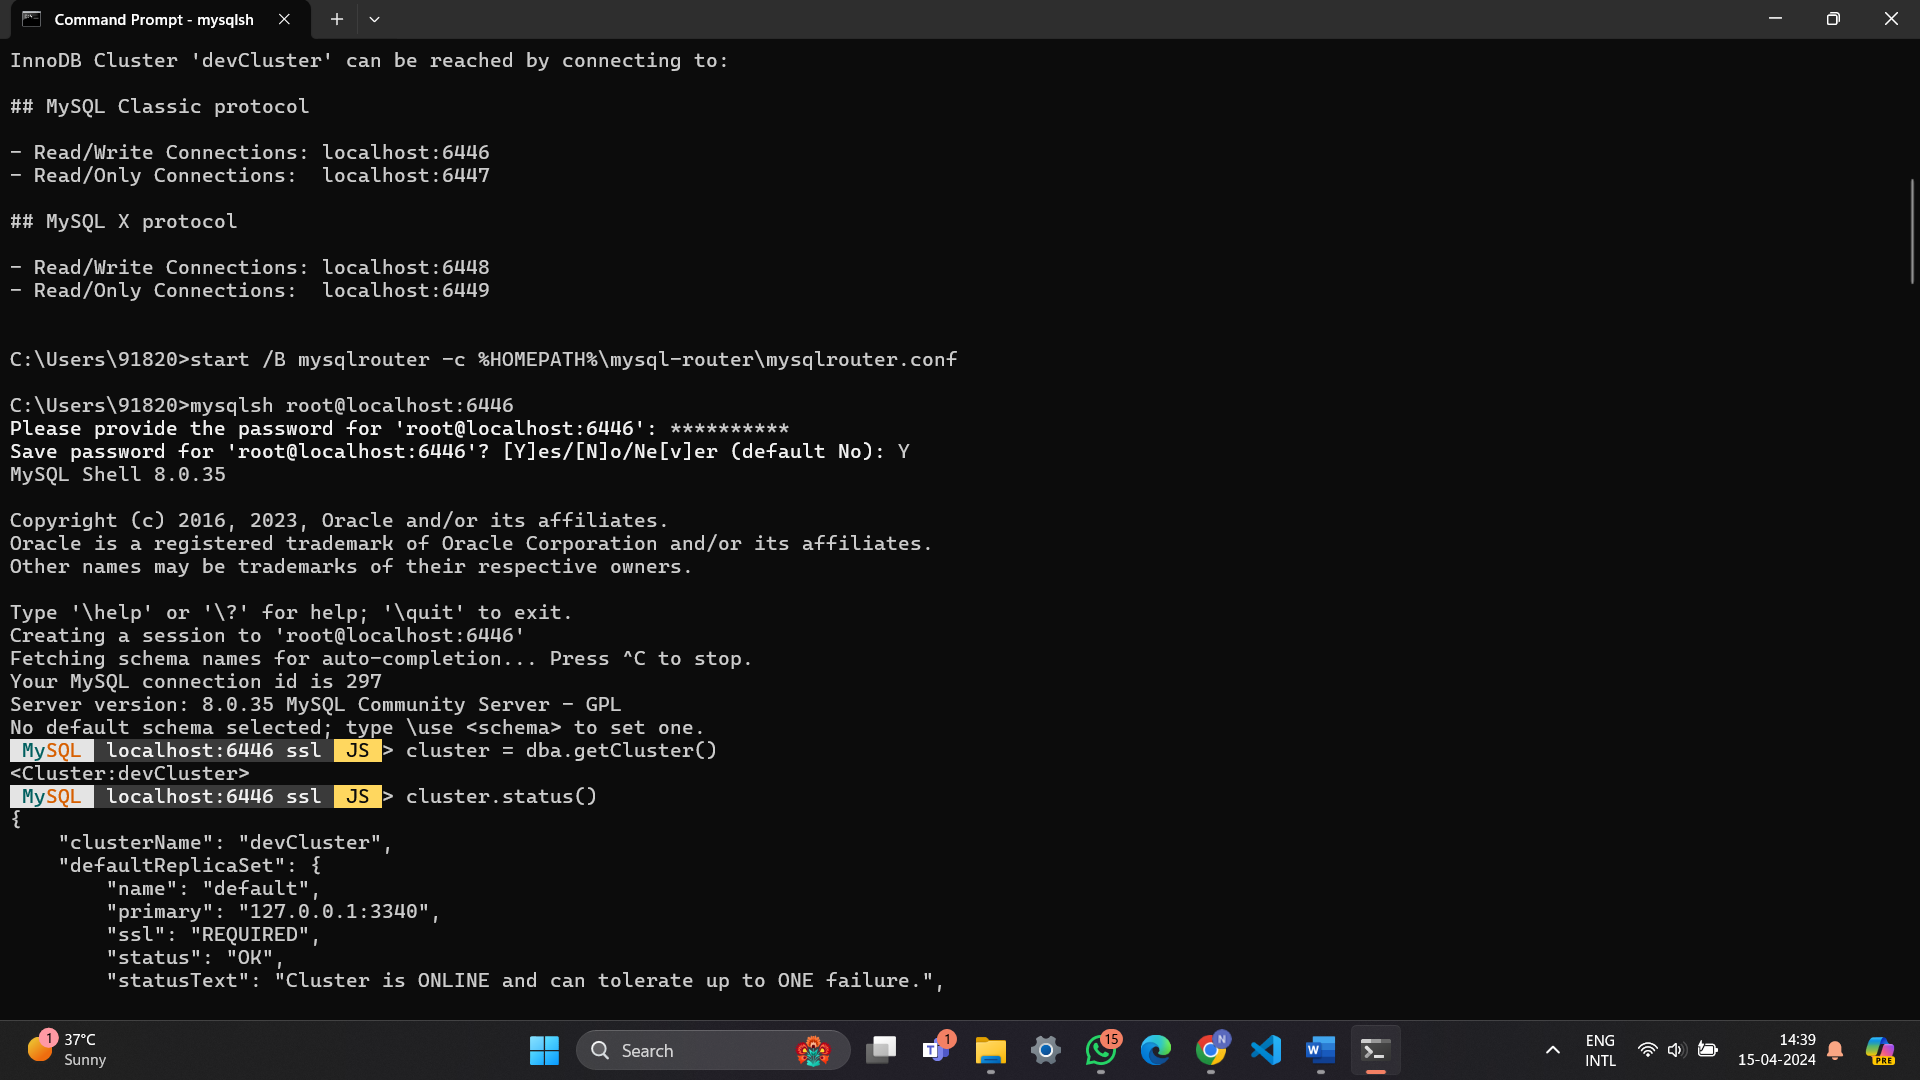 Command Prompt - mysqlsh
InnoDB Cluster 'devCluster' can be reached by connecting to:
## MySQL Classic protocol
- Read/Write Connections: localhost:6446
- Read/Only Connections:  localhost:6447
## MySQL X protocol
- Read/Write Connections: localhost:6448
- Read/Only Connections:  localhost:6449
C:\Users\91820>start /B mysqlrouter -c %HOMEPATH%\mysql-router\mysqlrouter.conf
C:\Users\91820>mysqlsh root@localhost:6446
Please provide the password for 'root@localhost:6446': **********
Save password for 'root@localhost:6446'? [Y]es/[N]o/Ne[v]er (default No): Y
MySQL Shell 8.0.35
Copyright (c) 2016, 2023, Oracle and/or its affiliates.
Oracle is a registered trademark of Oracle Corporation and/or its affiliates.
Other names may be trademarks of their respective owners.
Type '\help' or '\?' for help; '\quit' to exit.
Creating a session to 'root@localhost:6446'
Fetching schema names for auto-completion... Press ^C to stop.
Your MySQL connection id is 297
Server version: 8.0.35 MySQL Community Server - GPL
No default schema selected; type \use <schema> to set one.
MySQL localhost:6446 ssl JS > cluster = dba.getCluster()
<Cluster:devCluster>
MySQL localhost:6446 ssl JS > cluster.status()
{
    "clusterName": "devCluster",
    "defaultReplicaSet": {
        "name": "default",
        "primary": "127.0.0.1:3340",
        "ssl": "REQUIRED",
        "status": "OK",
        "statusText": "Cluster is ONLINE and can tolerate up to ONE failure.",
1 37°C
Sunny
Search
T 1
15
N
W
ENG
INTL
14:39
15-04-2024
PRE